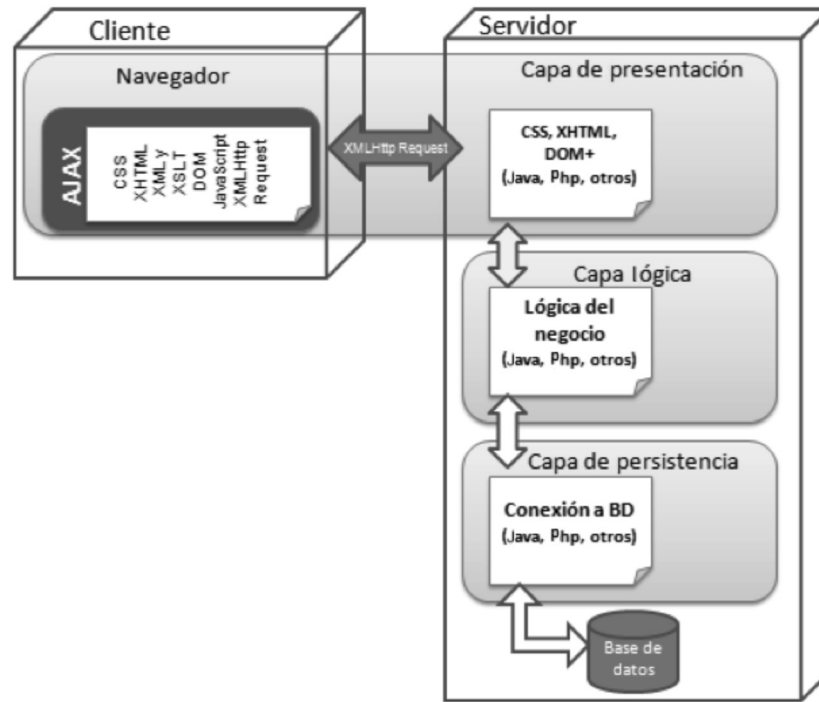 Cliente
Navegador
AJAX
CSS
XHTML
XML y
XSLT
DOM
JavaScript
XMLHttp
Request
XMLHttp Request
Servidor
Capa de presentación
CSS, XHTML,
DOM+
(Java, Php, otros)
Capa lógica
Lógica del
negocio
(Java, Php, otros)
Capa de persistencia
Conexión a BD
(Java, Php, otros)
Base de
datos